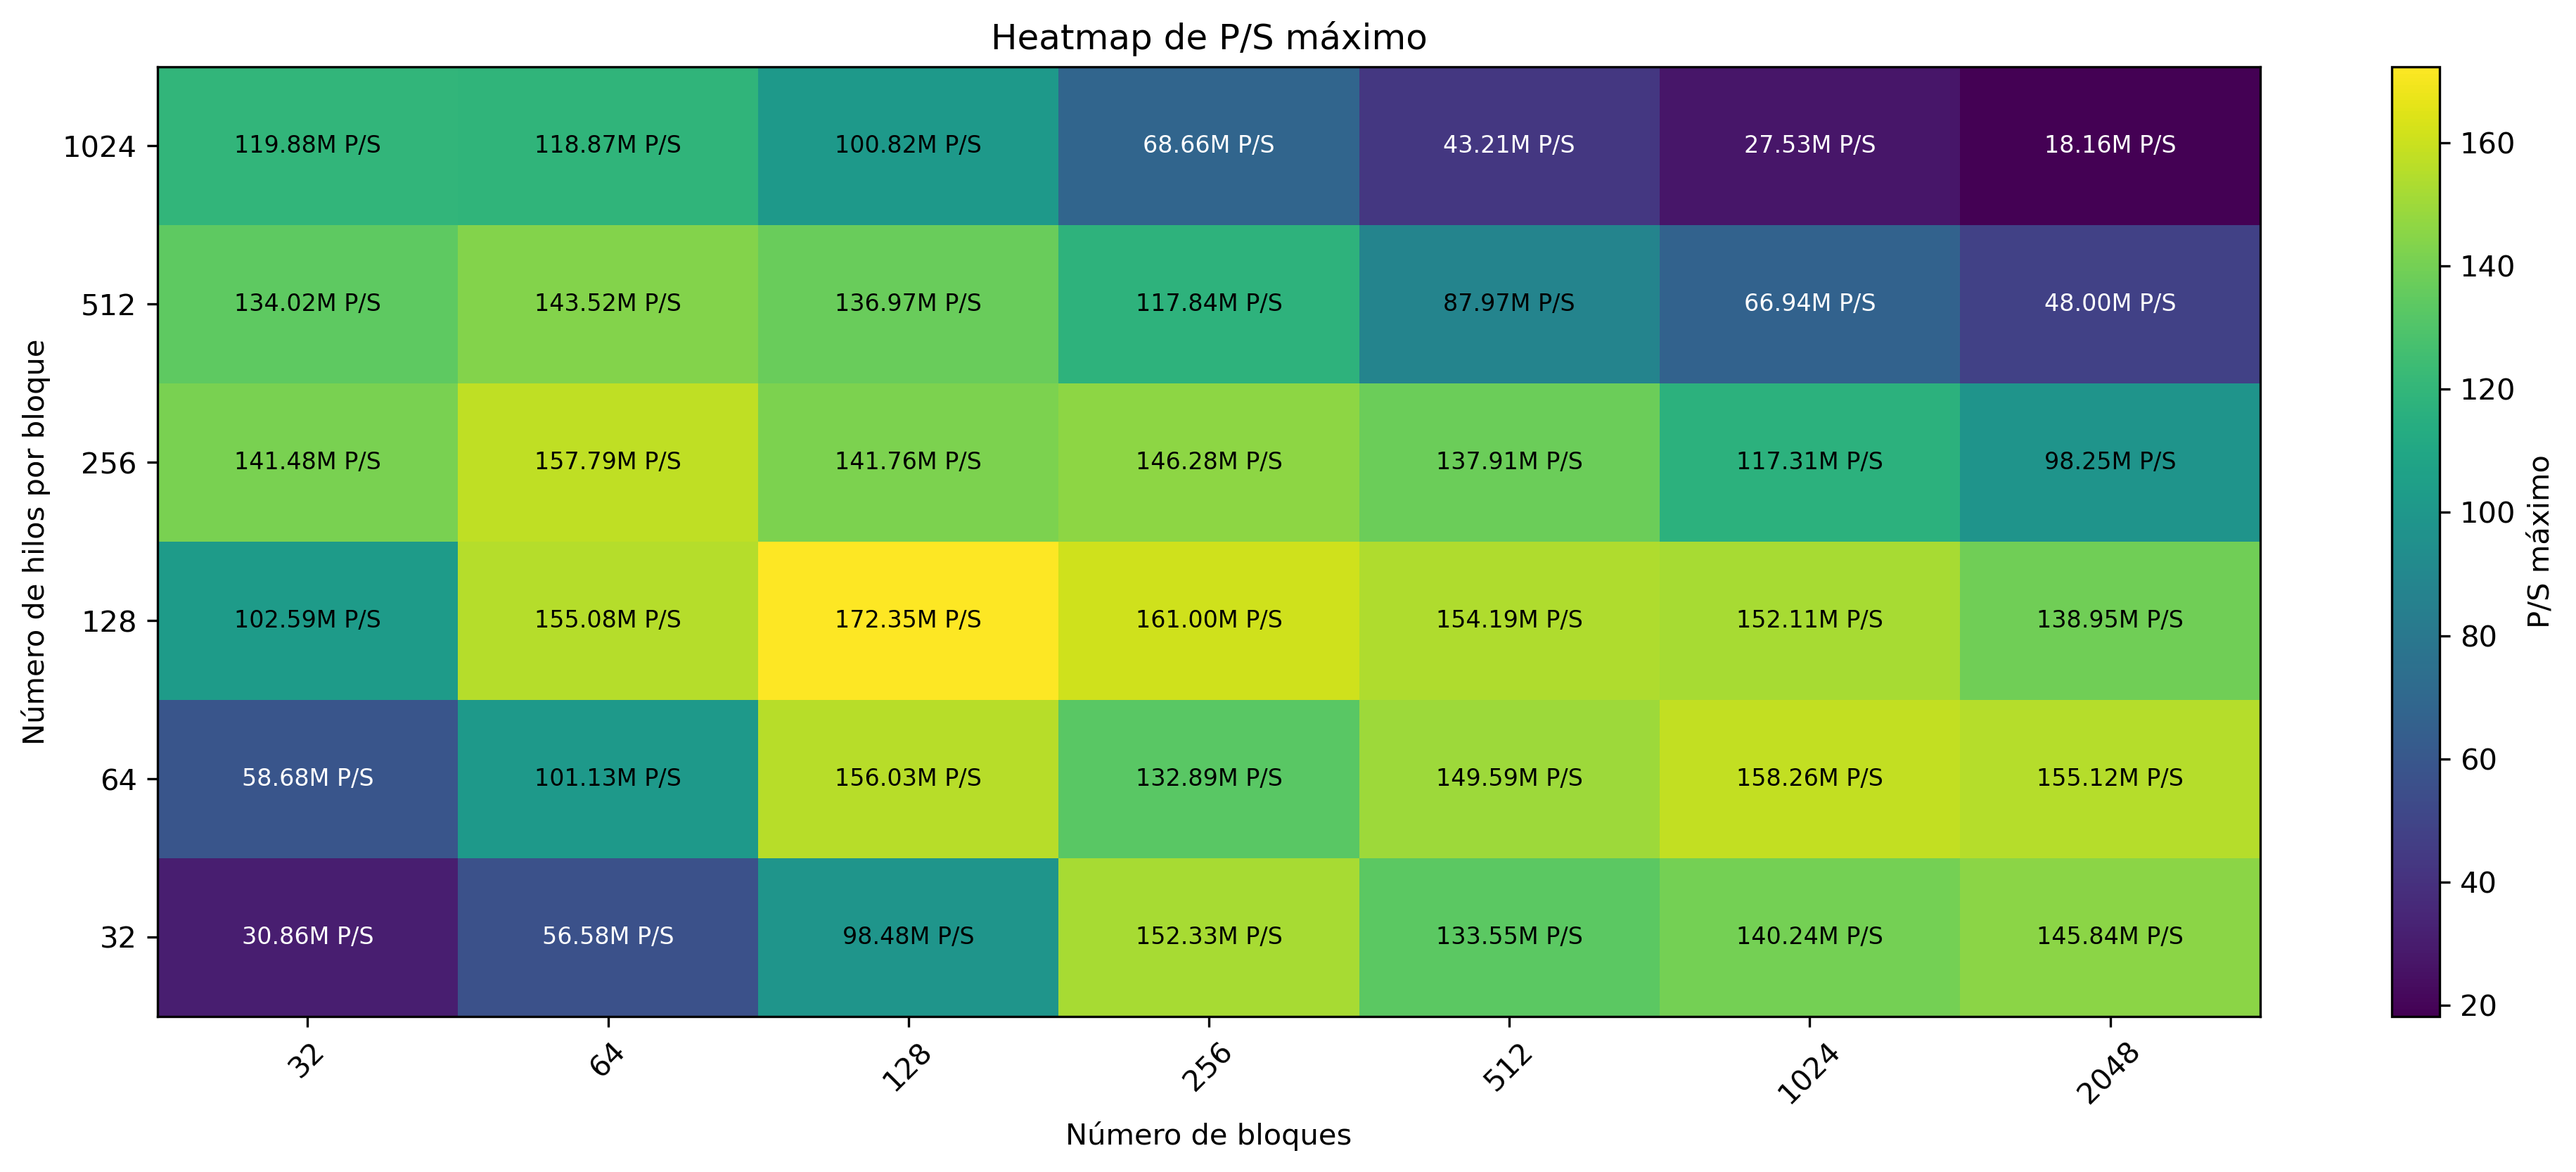 Heatmap de P/S máximo
Número de hilos por bloque
1024 119.88M P/S 118.87M P/S 100.82M P/S 68.66M P/S 43.21M P/S 27.53M P/S 18.16M P/S
512 134.02M P/S 143.52M P/S 136.97M P/S 117.84M P/S 87.97M P/S 66.94M P/S 48.00M P/S
256 141.48M P/S 157.79M P/S 141.76M P/S 146.28M P/S 137.91M P/S 117.31M P/S 98.25M P/S
128 102.59M P/S 155.08M P/S 172.35M P/S 161.00M P/S 154.19M P/S 152.11M P/S 138.95M P/S
64 58.68M P/S 101.13M P/S 156.03M P/S 132.89M P/S 149.59M P/S 158.26M P/S 155.12M P/S
32 30.86M P/S 56.58M P/S 98.48M P/S 152.33M P/S 133.55M P/S 140.24M P/S 145.84M P/S
32 64 128 256 512 1024 2048
Número de bloques
160
140
120
100
80
60
40
20
P/S máximo